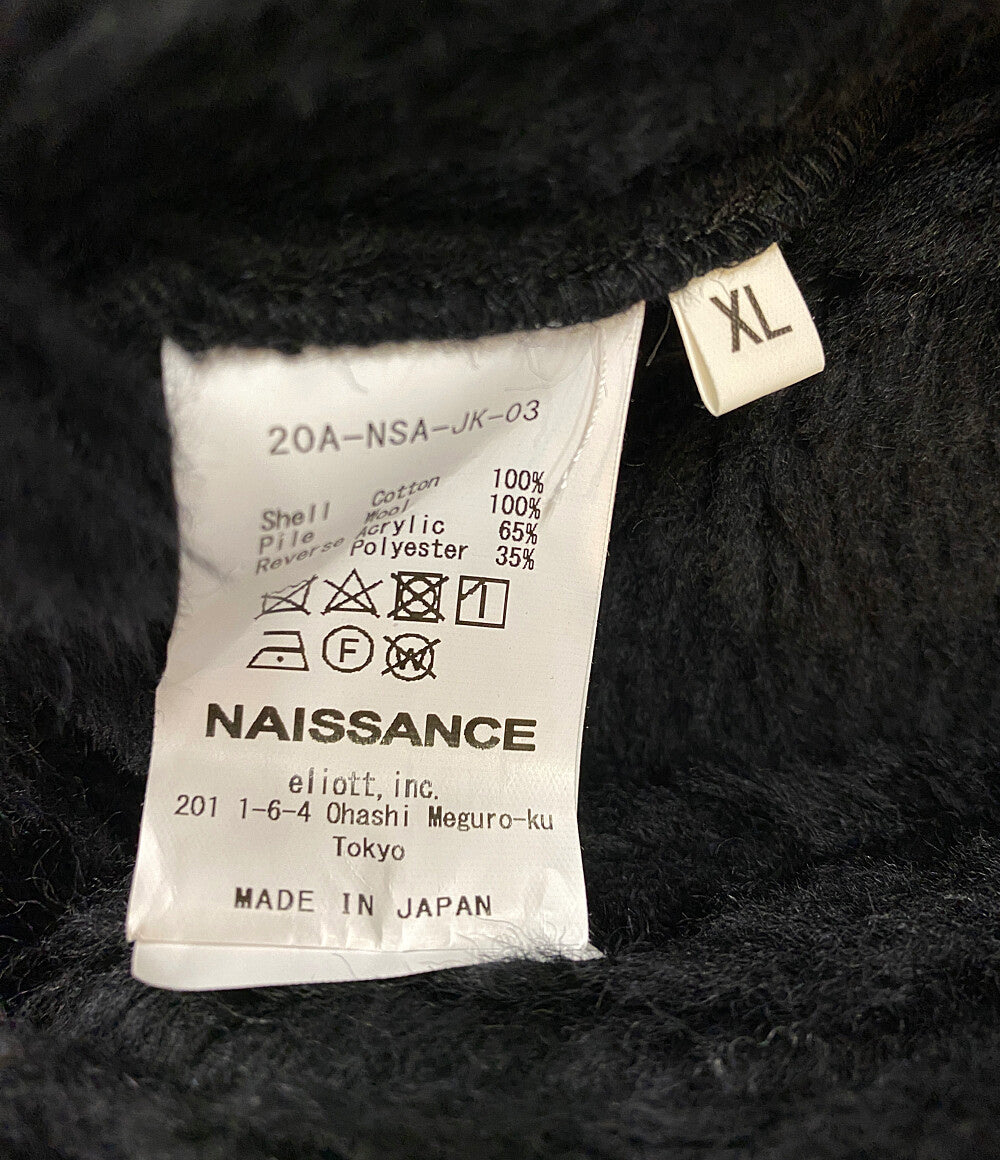 XL
20A-NSA-JK-03
Shell Cotton 100%
Pile Wool 100%
Reverse Acrylic 65%
Polyester 35%
F W
NAISSANCE
eliott, inc.
201 1-6-4 Ohashi Meguro-ku
Tokyo
MADE IN JAPAN